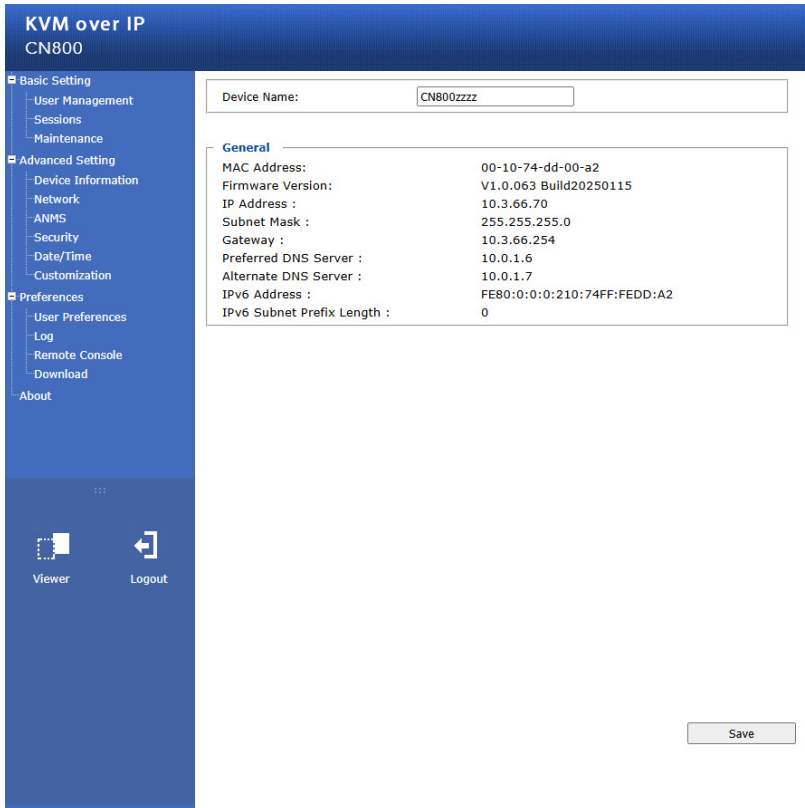 KVM over IP
CN800
Basic Setting
User Management
Sessions
Maintenance
Advanced Setting
Device Information
Network
ANMS
Security
Date/Time
Customization
Preferences
User Preferences
Log
Remote Console
Download
About
Viewer
Logout
Device Name: CN800zzzz
General
MAC Address: 00-10-74-dd-00-a2
Firmware Version: V1.0.063 Build20250115
IP Address : 10.3.66.70
Subnet Mask : 255.255.255.0
Gateway : 10.3.66.254
Preferred DNS Server : 10.0.1.6
Alternate DNS Server : 10.0.1.7
IPv6 Address : FE80:0:0:0:210:74FF:FEDD:A2
IPv6 Subnet Prefix Length : 0
Save